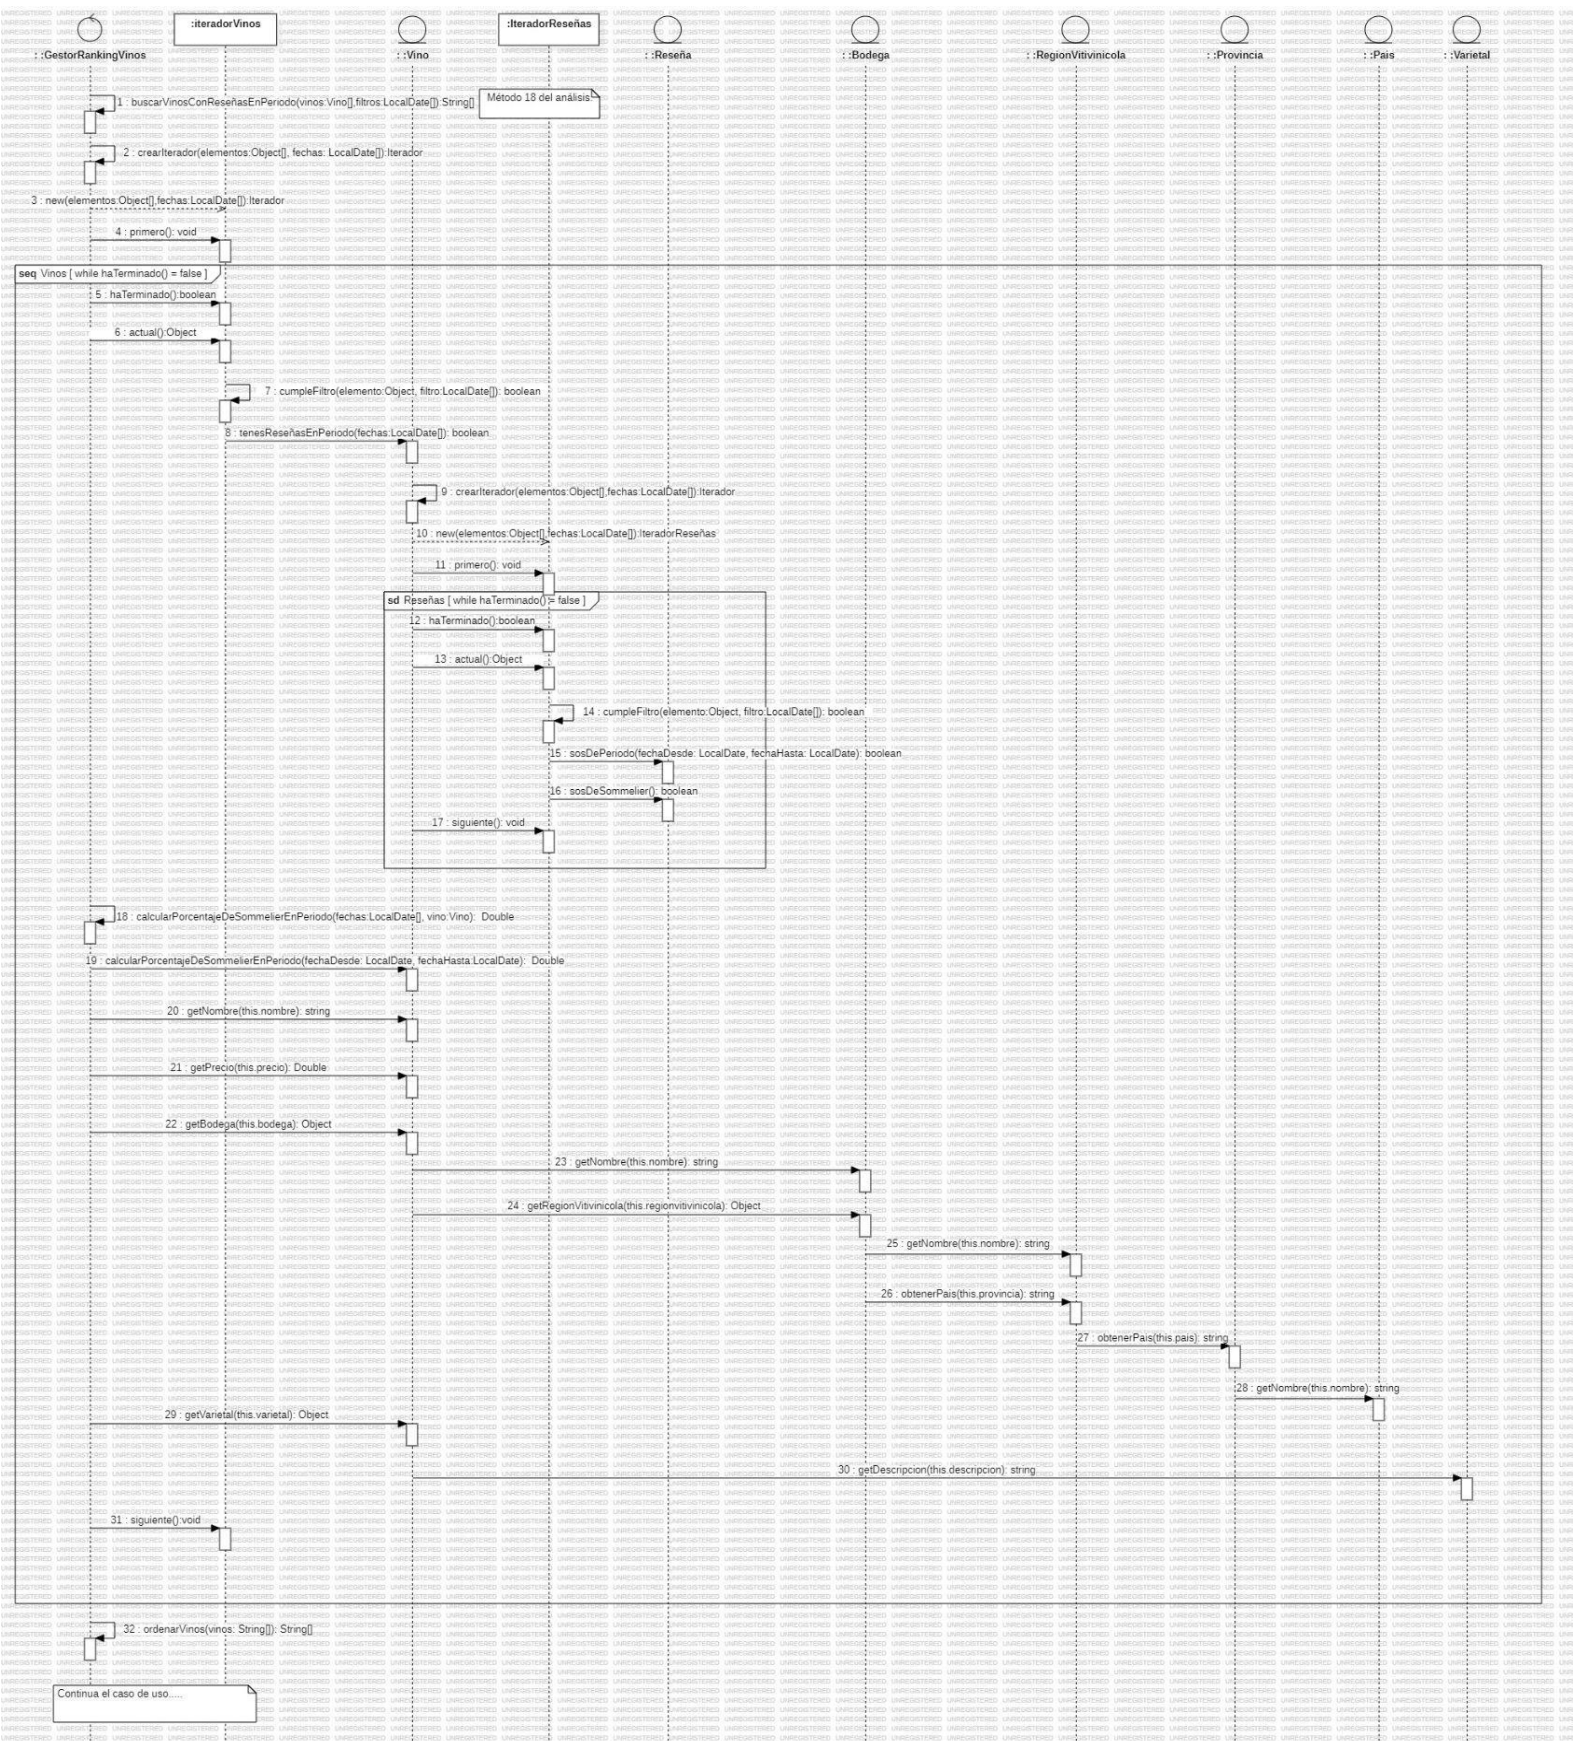 :iteradorVinos
:IteradorReseñas
: :GestorRankingVinos
: :Vino
: :Reseña
: :Bodega
: :RegionVitivinicola
: :Provincia
: :Pais
: :Varietal
1 : buscarVinosConReseñasEnPeriodo(vinos:Vino[],filtros:LocalDate[]):String[]
Método 18 del análisis.
2 : crearIterador(elementos:Object[], fechas: LocalDate[]):Iterador
3 : new(elementos:Object[],fechas:LocalDate[]):Iterador
4 : primero(): void
seq Vinos [ while haTerminado() = false ]
5 : haTerminado():boolean
6 : actual():Object
7 : cumpleFiltro(elemento:Object, filtro:LocalDate[]): boolean
8 : tenesReseñasEnPeriodo(fechas:LocalDate[]): boolean
9 : crearIterador(elementos:Object[],fechas:LocalDate[]):Iterador
10 : new(elementos:Object[],fechas:LocalDate[]):IteradorReseñas
11 : primero(): void
sd Reseñas [ while haTerminado() = false ]
12 : haTerminado():boolean
13 : actual():Object
14 : cumpleFiltro(elemento:Object, filtro:LocalDate[]): boolean
15 : sosDePeriodo(fechaDesde: LocalDate, fechaHasta: LocalDate): boolean
16 : sosDeSommelier(): boolean
17 : siguiente(): void
18 : calcularPorcentajeDeSommelierEnPeriodo(fechas:LocalDate[], vino:Vino): Double
19 : calcularPorcentajeDeSommelierEnPeriodo(fechaDesde: LocalDate, fechaHasta:LocalDate): Double
20 : getNombre(this.nombre): string
21 : getPrecio(this.precio): Double
22 : getBodega(this.bodega): Object
23 : getNombre(this.nombre): string
24 : getRegionVitivinicola(this.regionvitivinicola): Object
25 : getNombre(this.nombre): string
26 : obtenerPais(this.provincia): string
27 : obtenerPais(this.pais): string
28 : getNombre(this.nombre): string
29 : getVarietal(this.varietal): Object
30 : getDescripcion(this.descripcion): string
31 : siguiente():void
32 : ordenarVinos(vinos: String[]): String[]
Continua el caso de uso.....